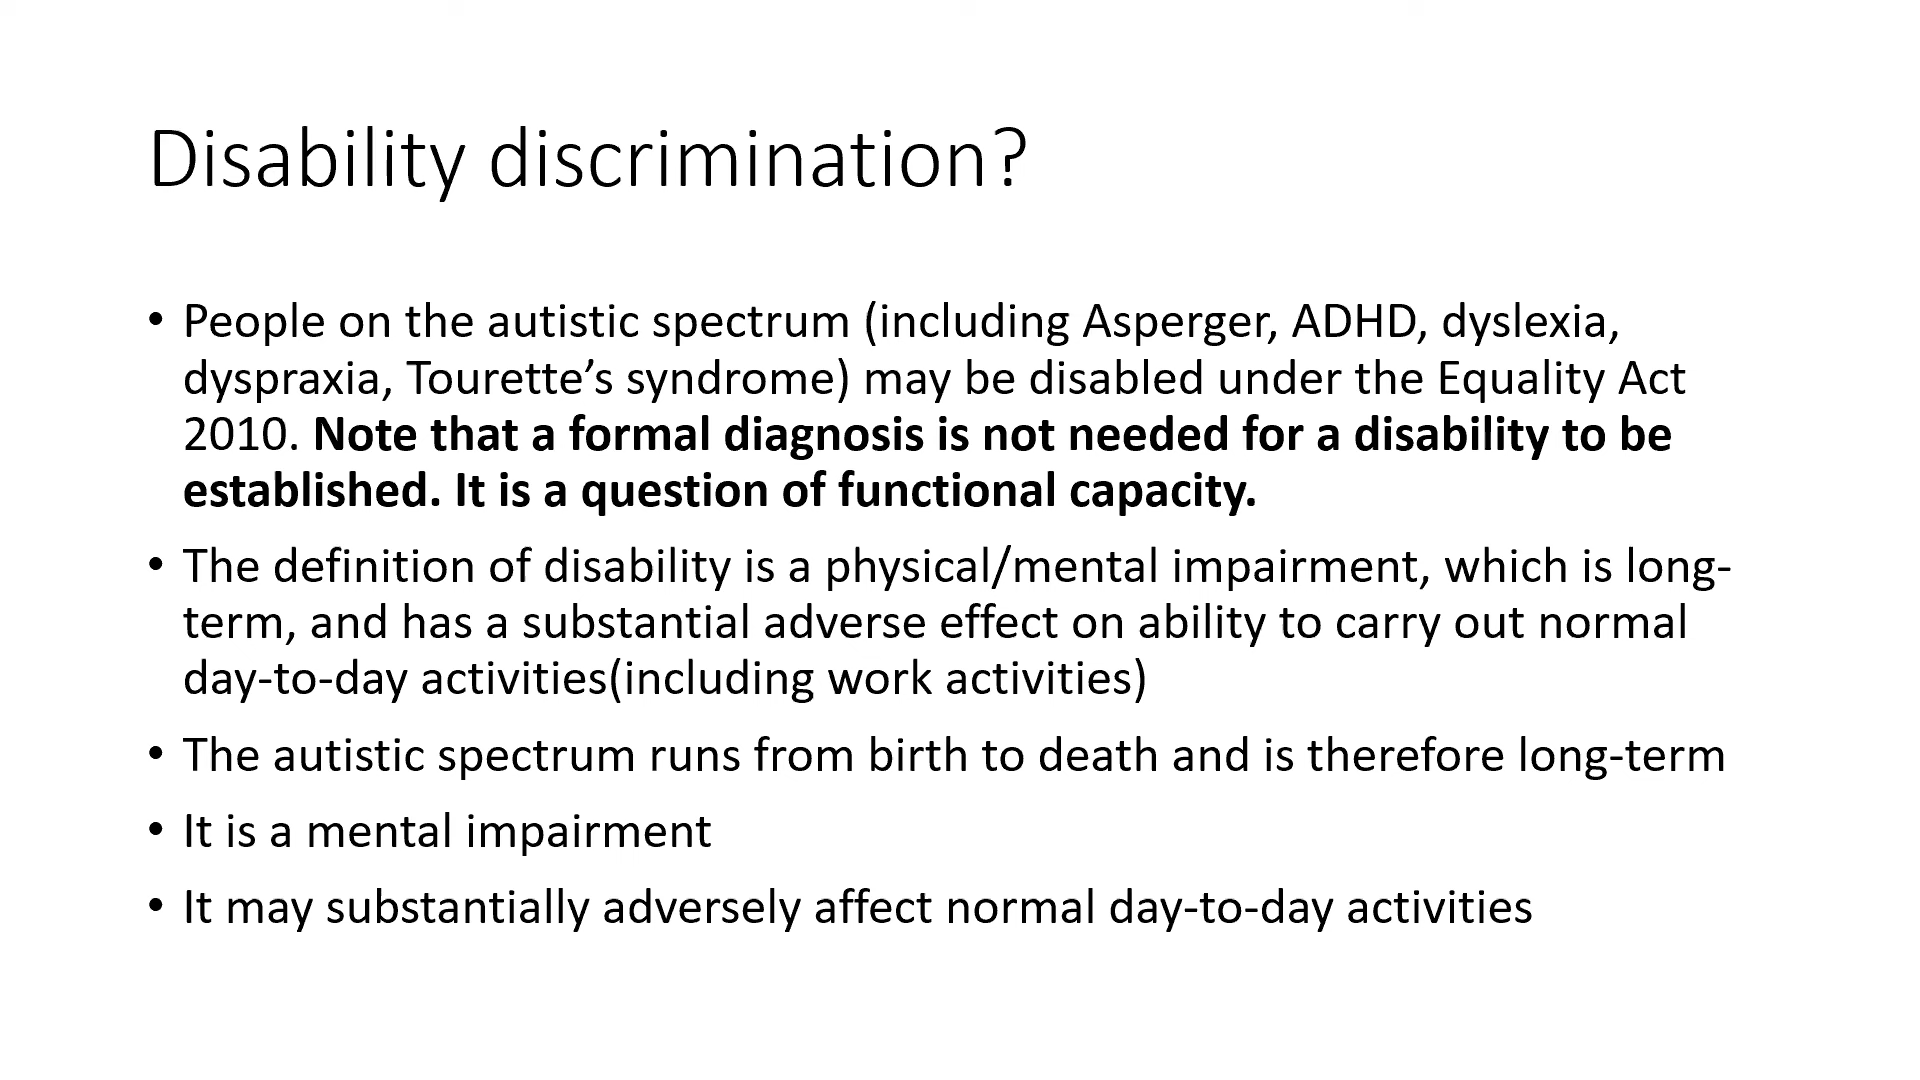 Disability discrimination?
• People on the autistic spectrum (including Asperger, ADHD, dyslexia,
dyspraxia, Tourette’s syndrome) may be disabled under the Equality Act
2010. Note that a formal diagnosis is not needed for a disability to be
established. It is a question of functional capacity.
• The definition of disability is a physical/mental impairment, which is long-
term, and has a substantial adverse effect on ability to carry out normal
day-to-day activities(including work activities)
• The autistic spectrum runs from birth to death and is therefore long-term
• It is a mental impairment
• It may substantially adversely affect normal day-to-day activities